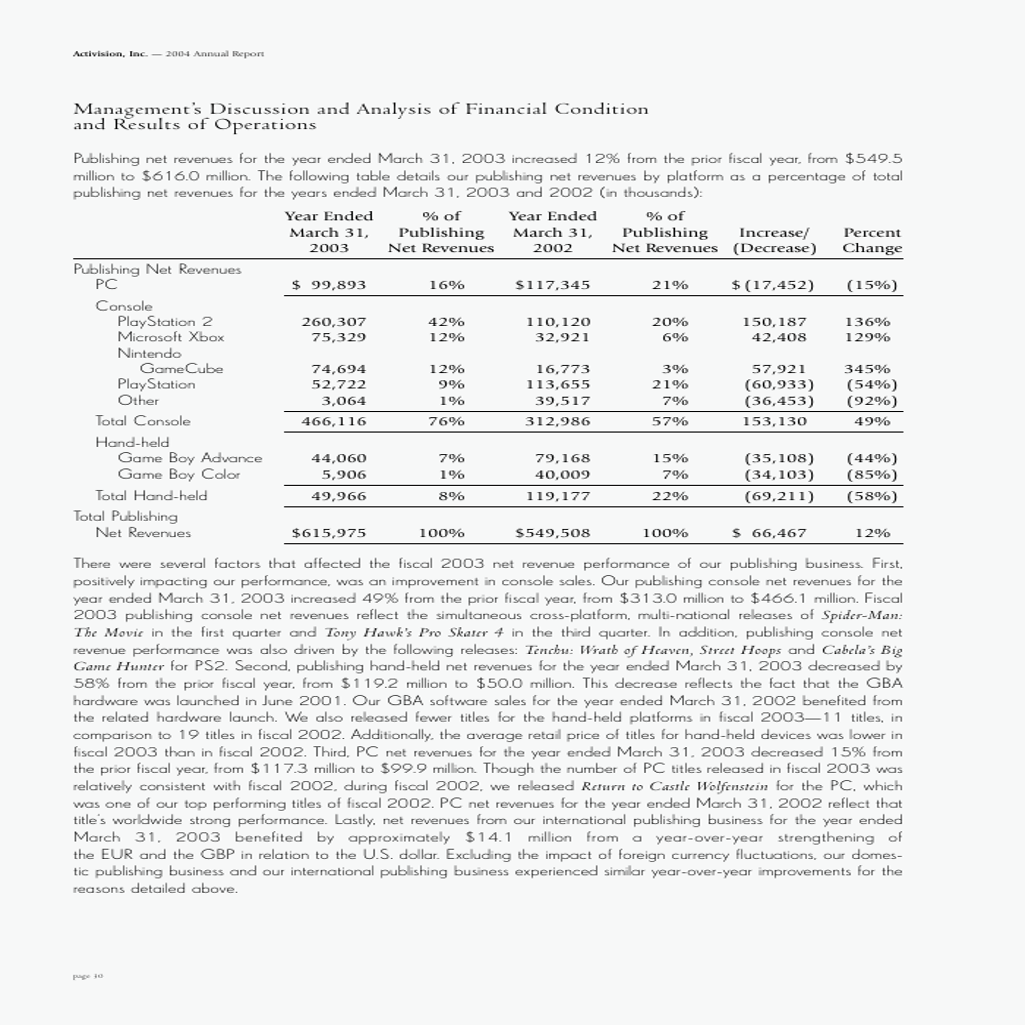 Activision, Inc. — 2004 Annual Report
Management's Discussion and Analysis of Financial Condition
and Results of Operations
Publishing net revenues for the year ended March 31, 2003 increased 12% from the prior fiscal year, from $549.5
million to $616.0 million. The following table details our publishing net revenues by platform as a percentage of total
publishing net revenues for the years ended March 31, 2003 and 2002 (in thousands):
Year Ended % of Year Ended % of
March 31, Publishing March 31, Publishing Increase/ Percent
2003 Net Revenues 2002 Net Revenues (Decrease) Change
Publishing Net Revenues
PC $ 99,893 16% $117,345 21% $ (17,452) (15%)
Console
PlayStation 2 260,307 42% 110,120 20% 150,187 136%
Microsoft Xbox 75,329 12% 32,921 6% 42,408 129%
Nintendo
GameCube 74,694 12% 16,773 3% 57,921 345%
PlayStation 52,722 9% 113,655 21% (60,933) (54%)
Other 3,064 1% 39,517 7% (36,453) (92%)
Total Console 466,116 76% 312,986 57% 153,130 49%
Hand-held
Game Boy Advance 44,060 7% 79,168 15% (35,108) (44%)
Game Boy Color 5,906 1% 40,009 7% (34,103) (85%)
Total Hand-held 49,966 8% 119,177 22% (69,211) (58%)
Total Publishing
Net Revenues $615,975 100% $549,508 100% $ 66,467 12%
There were several factors that affected the fiscal 2003 net revenue performance of our publishing business. First,
positively impacting our performance, was an improvement in console sales. Our publishing console net revenues for the
year ended March 31, 2003 increased 49% from the prior fiscal year, from $313.0 million to $466.1 million. Fiscal
2003 publishing console net revenues reflect the simultaneous cross-platform, multi-national releases of Spider-Man:
The Movie in the first quarter and Tony Hawk's Pro Skater 4 in the third quarter. In addition, publishing console net
revenue performance was also driven by the following releases: Tenchu: Wrath of Heaven, Street Hoops and Cabela's Big
Game Hunter for PS2. Second, publishing hand-held net revenues for the year ended March 31, 2003 decreased by
58% from the prior fiscal year, from $119.2 million to $50.0 million. This decrease reflects the fact that the GBA
hardware was launched in June 2001. Our GBA software sales for the year ended March 31, 2002 benefited from
the related hardware launch. We also released fewer titles for the hand-held platforms in fiscal 2003—11 titles, in
comparison to 19 titles in fiscal 2002. Additionally, the average retail price of titles for hand-held devices was lower in
fiscal 2003 than in fiscal 2002. Third, PC net revenues for the year ended March 31, 2003 decreased 15% from
the prior fiscal year, from $117.3 million to $99.9 million. Though the number of PC titles released in fiscal 2003 was
relatively consistent with fiscal 2002, during fiscal 2002, we released Return to Castle Wolfenstein for the PC, which
was one of our top performing titles of fiscal 2002. PC net revenues for the year ended March 31, 2002 reflect that
title's worldwide strong performance. Lastly, net revenues from our international publishing business for the year ended
March 31, 2003 benefited by approximately $14.1 million from a year-over-year strengthening of
the EUR and the GBP in relation to the U.S. dollar. Excluding the impact of foreign currency fluctuations, our domes-
tic publishing business and our international publishing business experienced similar year-over-year improvements for the
reasons detailed above.
page 30